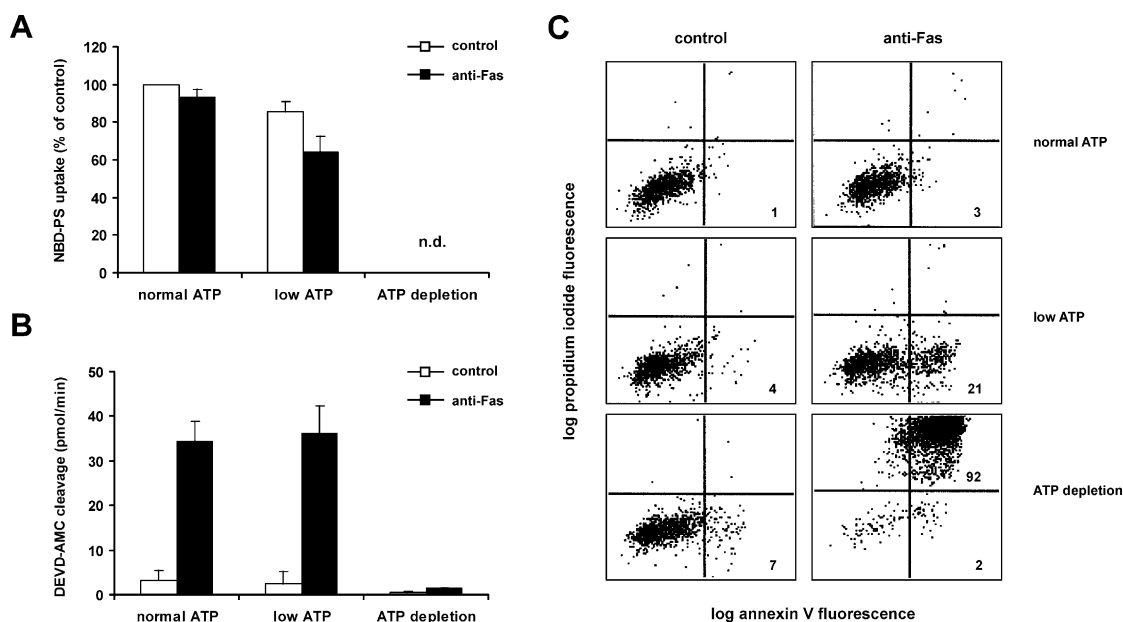 A
NBD-PS uptake (% of control)
120
100
80
60
40
20
0
control
anti-Fas
n.d.
normal ATP
low ATP
ATP depletion
B
DEVD-AMC cleavage (pmol/min)
50
40
30
20
10
0
control
anti-Fas
normal ATP
low ATP
ATP depletion
C
control
anti-Fas
log propidium iodide fluorescence
1
3
normal ATP
4
21
low ATP
92
ATP depletion
7
2
log annexin V fluorescence